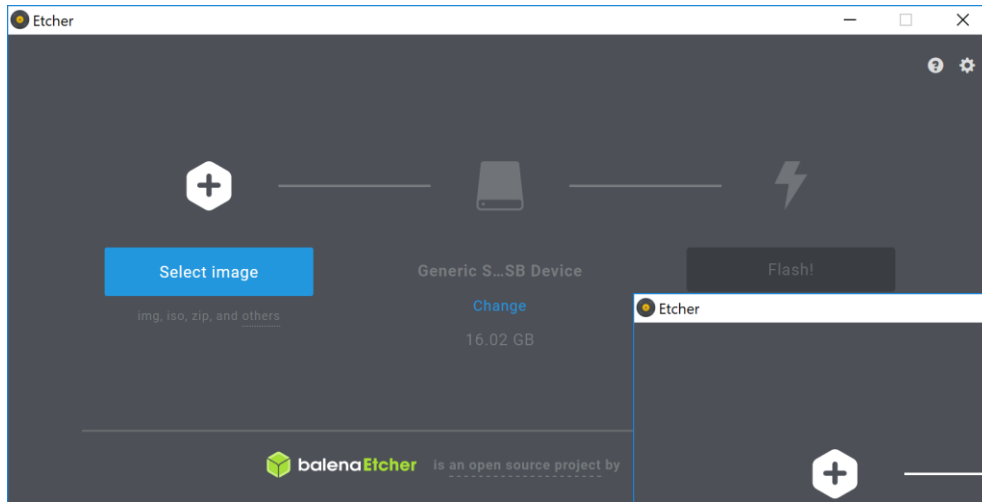 Etcher
Select image
Generic S...SB Device
Flash!
img, iso, zip, and others
Change
Etcher
16.02 GB
balenaEtcher is an open source project by